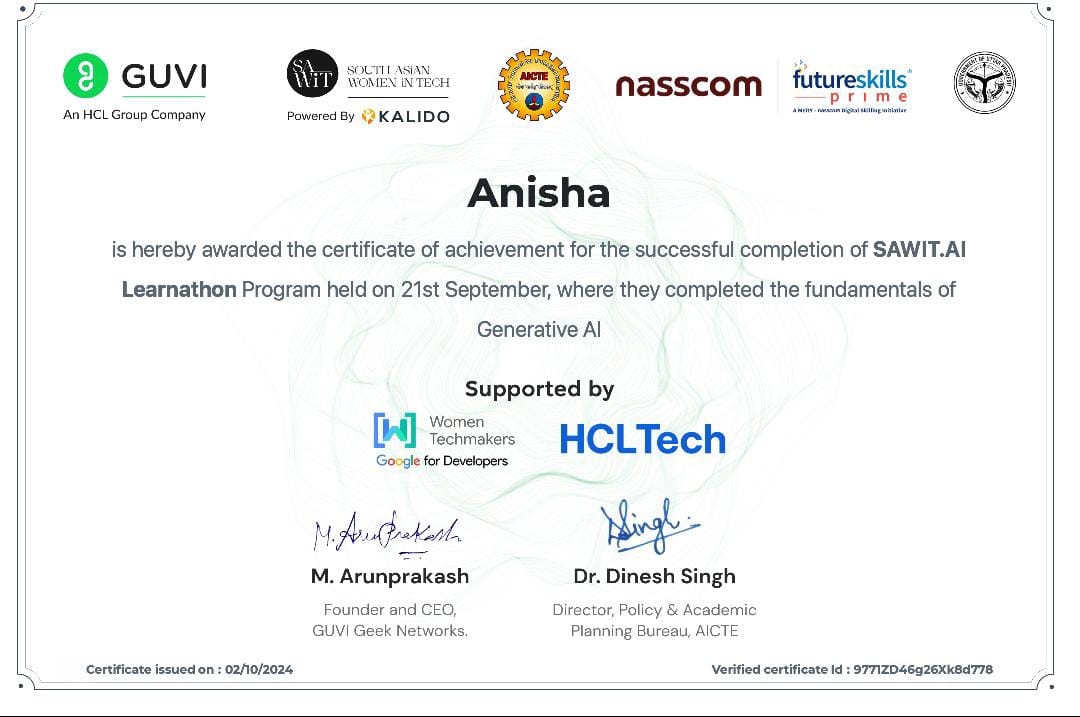 GUVI
An HCL Group Company
SAWiT
SOUTH ASIAN
WOMEN IN TECH
Powered By KALIDO
AICTE
nasscom
futureskills
prime
A MeitY - nasscom Digital Skilling Initiative
Anisha
is hereby awarded the certificate of achievement for the successful completion of SAWIT.AI
Learnathon Program held on 21st September, where they completed the fundamentals of
Generative AI
Supported by
Women
Techmakers
Google for Developers
HCLTech
M. ArunPrakash
DSingh
M. Arunprakash
Dr. Dinesh Singh
Founder and CEO,
GUVI Geek Networks.
Director, Policy & Academic
Planning Bureau, AICTE
Certificate issued on : 02/10/2024
Verified certificate Id : 9771ZD46g26Xk8d778